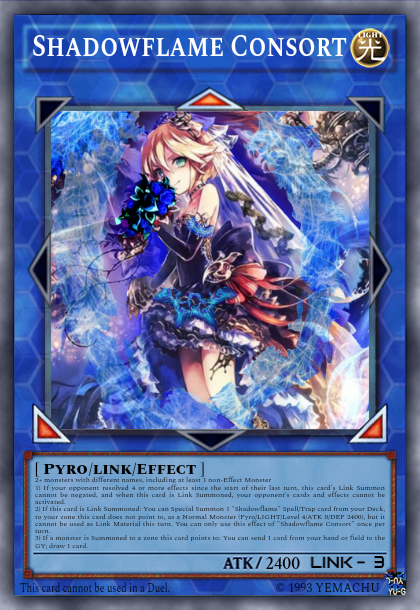 SHADOWFLAME CONSORT
LIGHT
光
[ PYRO/LINK/EFFECT ]
2+ monsters with different names, including at least 1 non-Effect Monster
1) If your opponent resolved 4 or more effects since the start of their last turn, this card's Link Summon
cannot be negated, and when this card is Link Summoned, your opponent's cards and effects cannot be
activated.
2) If this card is Link Summoned: You can Special Summon 1 "Shadowflame" Spell/Trap card from your Deck,
to your zone this card does not point to, as a Normal Monster (Pyro/LIGHT/Level 4/ATK 0/DEF 2400), but it
cannot be used as Link Material this turn. You can only use this effect of "Shadowflame Consort" once per
turn.
3) If a monster is Summoned to a zone this card points to: You can send 1 card from your hand or field to the
GY; draw 1 card.
ATK/2400 LINK - 3
This card cannot be used in a Duel.
©1993 YEMACHU